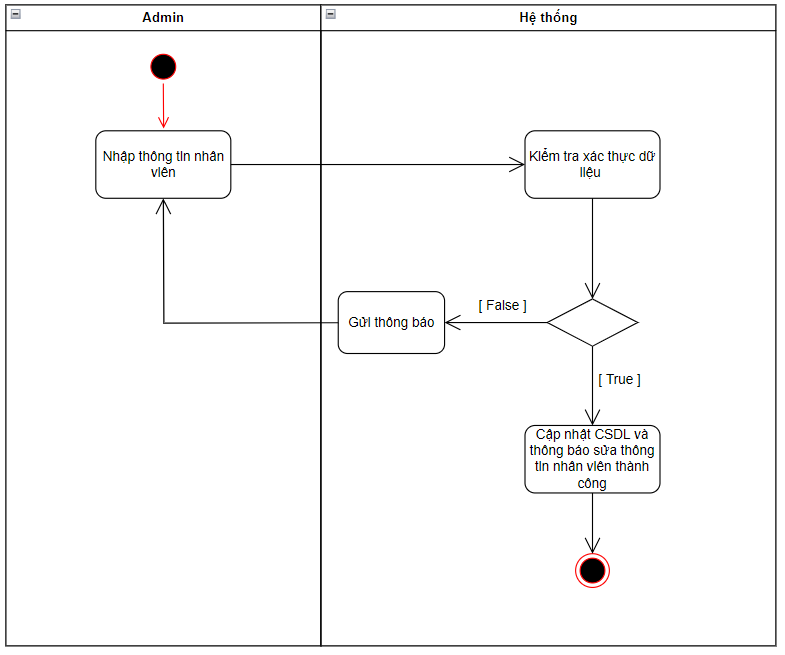 Admin
Hệ thống
Nhập thông tin nhân
viên
Kiểm tra xác thực dữ
liệu
[ False ]
Gửi thông báo
[ True ]
Cập nhật CSDL và
thông báo sửa thông
tin nhân viên thành
công